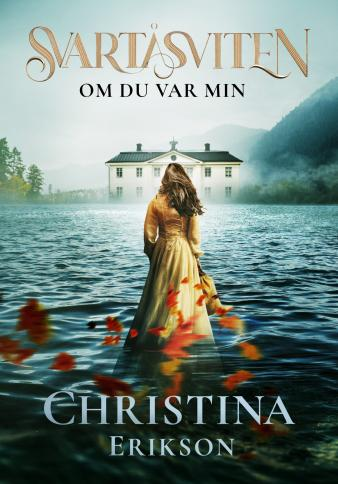 SVARTÅSVITEN
OM DU VAR MIN
CHRISTINA
ERIKSON